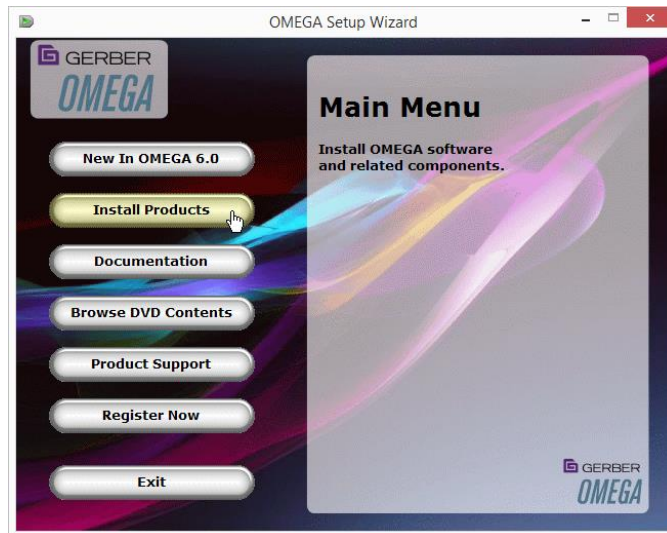 OMEGA Setup Wizard
GERBER
OMEGA
New In OMEGA 6.0
Install Products
Documentation
Browse DVD Contents
Product Support
Register Now
Exit
Main Menu
Install OMEGA software
and related components.
GERBER
OMEGA